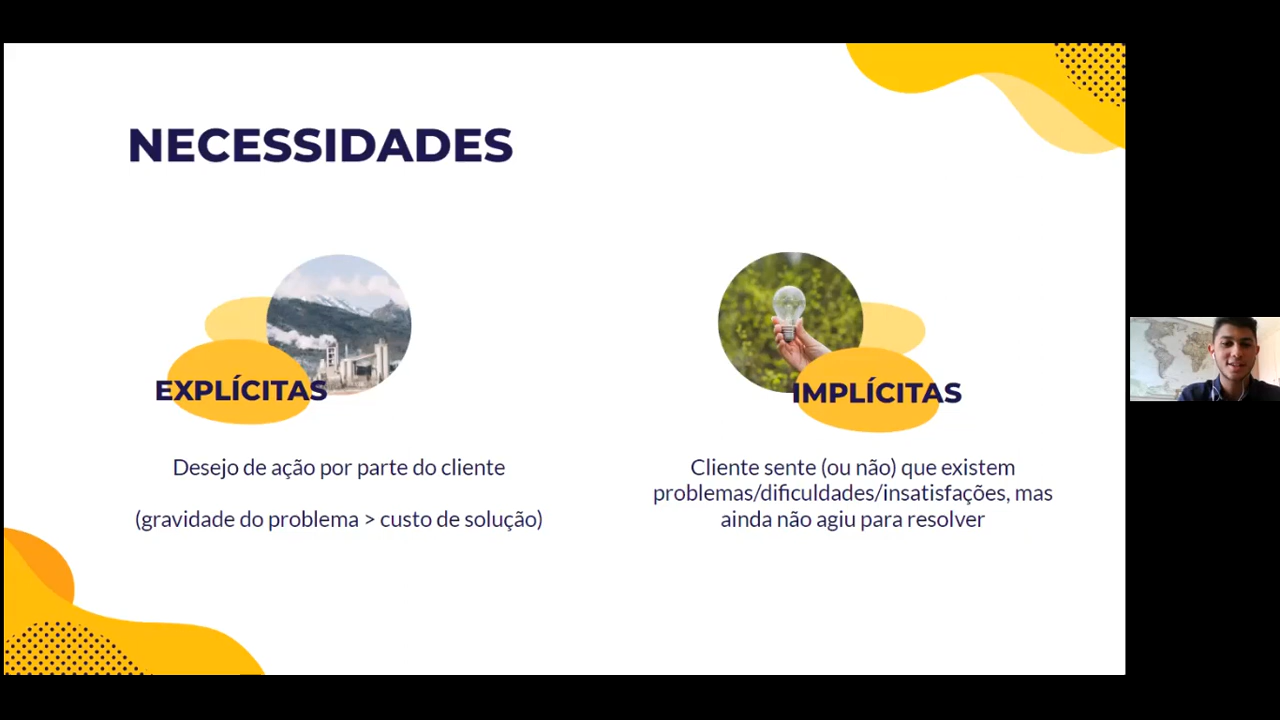 NECESSIDADES
EXPLÍCITAS
Desejo de ação por parte do cliente
(gravidade do problema > custo de solução)
IMPLÍCITAS
Cliente sente (ou não) que existem
problemas/dificuldades/insatisfações, mas
ainda não agiu para resolver